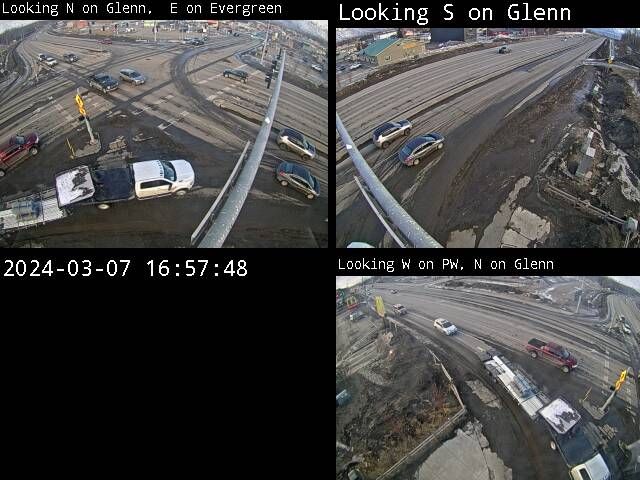 Looking N on Glenn,  E on Evergreen
Looking S on Glenn
2024-03-07 16:57:48
Looking W on PW, N on Glenn